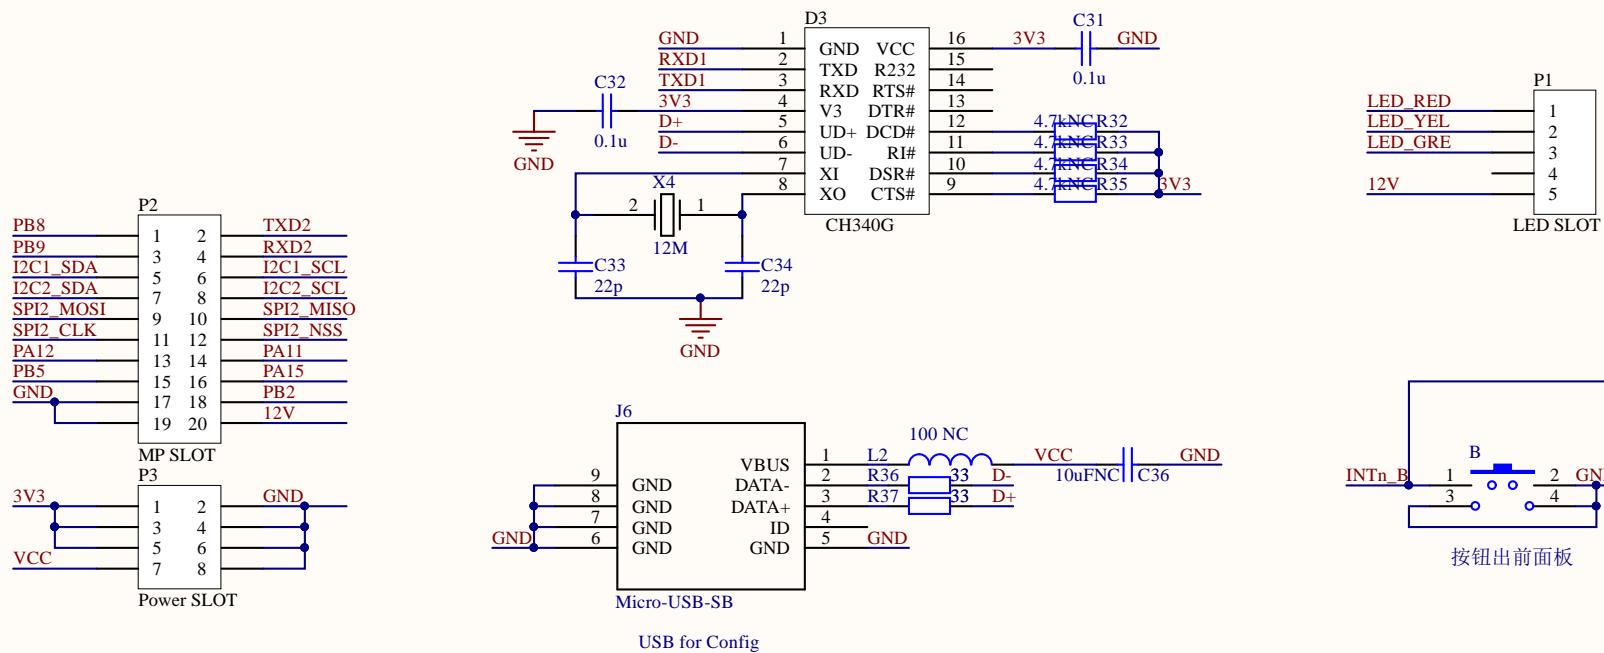 D3
GND 1 GND VCC 16 3V3 C31 GND
RXD1 2 TXD R232 15
TXD1 3 RXD RTS# 14 0.1u
C32 3V3 4 V3 DTR# 13
D+ 5 UD+ DCD# 12 4.7kNC R32
0.1u D- 6 UD- RI# 11 4.7kNC R33
GND 7 XI DSR# 10 4.7kNC R34
8 XO CTS# 9 4.7kNC R35 3V3
CH340G
X4
2 1
12M
C33 C34
22p 22p
GND
P1
LED_RED 1
LED_YEL 2
LED_GRE 3
4
12V 5
LED SLOT
P2
PB8 1 2 TXD2
PB9 3 4 RXD2
I2C1_SDA 5 6 I2C1_SCL
I2C2_SDA 7 8 I2C2_SCL
SPI2_MOSI 9 10 SPI2_MISO
SPI2_CLK 11 12 SPI2_NSS
PA12 13 14 PA11
PB5 15 16 PA15
GND 17 18 PB2
19 20 12V
MP SLOT
P3
3V3 1 2 GND
3 4
5 6
VCC 7 8
Power SLOT
J6
100 NC
VBUS 1 L2 VCC GND
10uFNC C36
9 GND DATA- 2 R36 33 D-
8 GND DATA+ 3 R37 33 D+
7 GND ID 4
GND 6 GND GND 5 GND
Micro-USB-SB
USB for Config
B
INTn_B 1 2
3 4
按钮出前面板